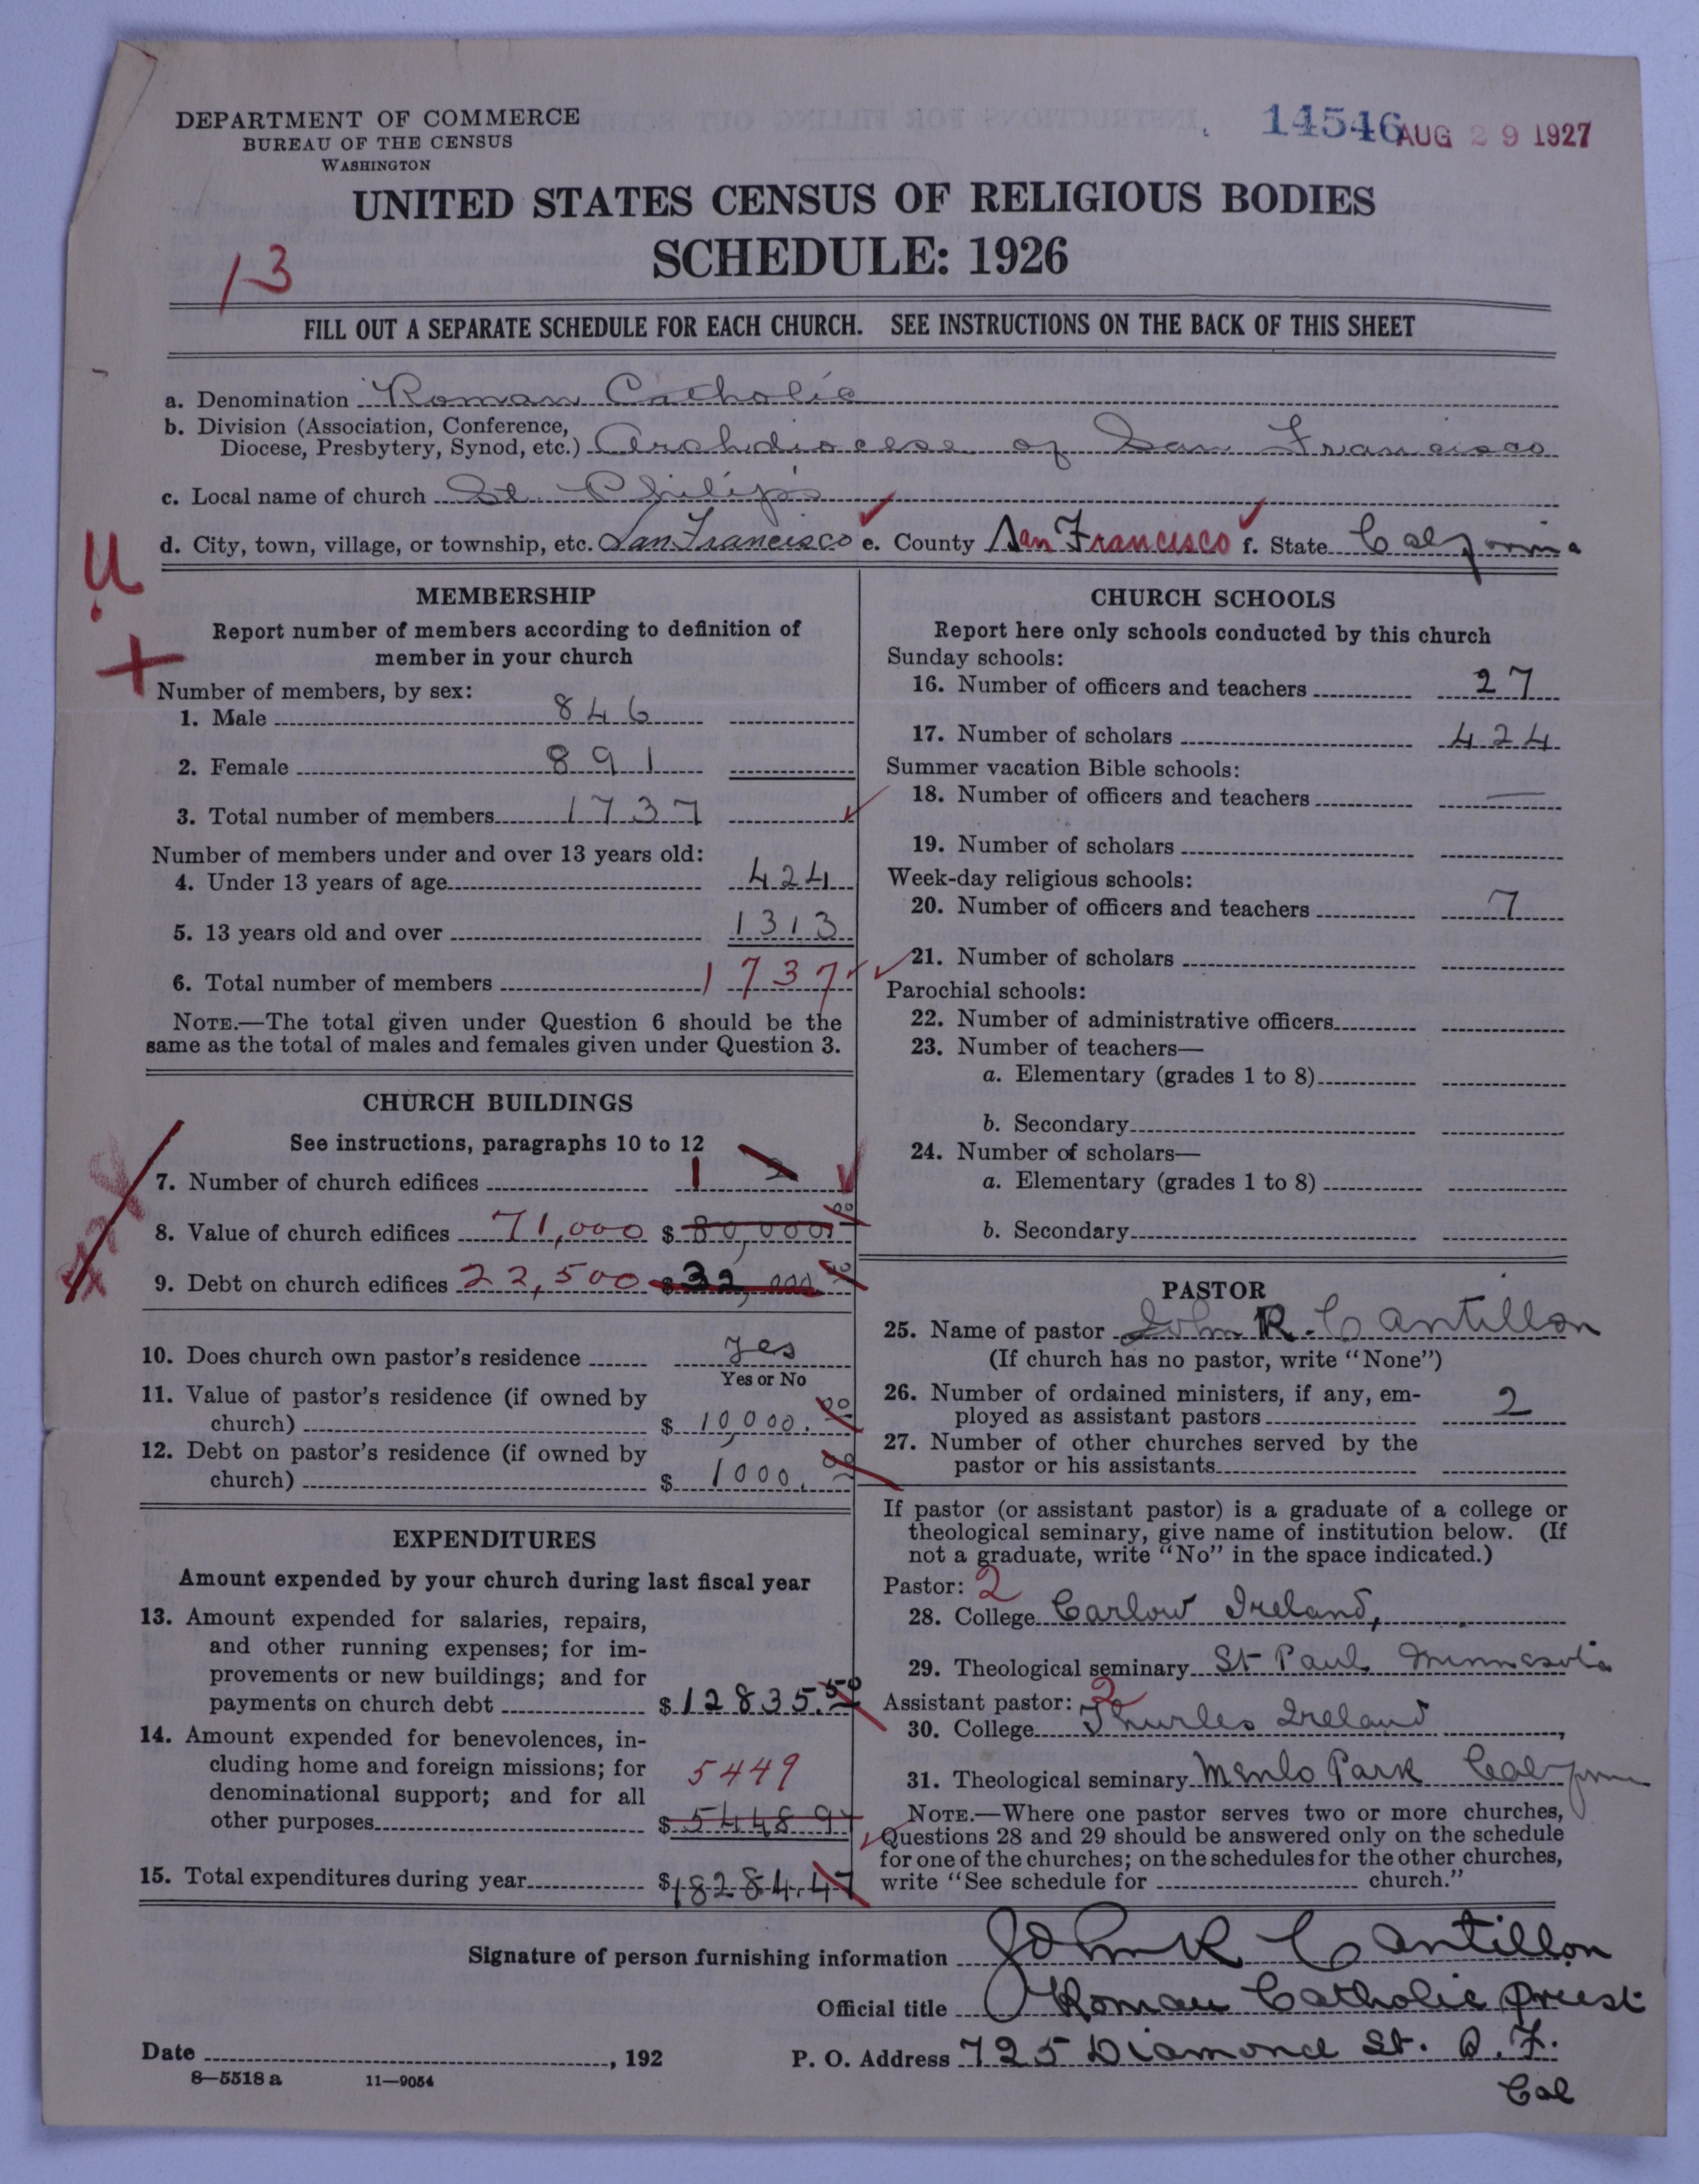 DEPARTMENT OF COMMERCE
BUREAU OF THE CENSUS
WASHINGTON
14546 AUG 29 1927
UNITED STATES CENSUS OF RELIGIOUS BODIES
SCHEDULE: 1926
13
FILL OUT A SEPARATE SCHEDULE FOR EACH CHURCH. SEE INSTRUCTIONS ON THE BACK OF THIS SHEET
a. Denomination Roman Catholic
b. Division (Association, Conference,
Diocese, Presbytery, Synod, etc.) Archdiocese of San Francisco
c. Local name of church St. Philip's
d. City, town, village, or township, etc. San Francisco e. County San Francisco f. State California
U
+
MEMBERSHIP
Report number of members according to definition of
member in your church
Number of members, by sex:
1. Male 846
2. Female 891
3. Total number of members 1737
Number of members under and over 13 years old:
4. Under 13 years of age 424
5. 13 years old and over 1313
6. Total number of members 1737
NOTE.—The total given under Question 6 should be the
same as the total of males and females given under Question 3.
CHURCH BUILDINGS
See instructions, paragraphs 10 to 12
7. Number of church edifices 1 2
8. Value of church edifices 71,000 $ 80,000.00
9. Debt on church edifices 22,500 $ 32,000.00
10. Does church own pastor's residence Yes
Yes or No
11. Value of pastor's residence (if owned by
church) $ 10,000.00
12. Debt on pastor's residence (if owned by
church) $ 1000.00
EXPENDITURES
Amount expended by your church during last fiscal year
13. Amount expended for salaries, repairs,
and other running expenses; for im-
provements or new buildings; and for
payments on church debt $ 12835.50
14. Amount expended for benevolences, in-
cluding home and foreign missions; for
denominational support; and for all
5449
other purposes $ 5448 97
15. Total expenditures during year $ 18284.47
CHURCH SCHOOLS
Report here only schools conducted by this church
Sunday schools:
16. Number of officers and teachers 27
17. Number of scholars 424
Summer vacation Bible schools:
18. Number of officers and teachers —
19. Number of scholars
Week-day religious schools:
20. Number of officers and teachers 7
21. Number of scholars
Parochial schools:
22. Number of administrative officers
23. Number of teachers—
a. Elementary (grades 1 to 8)
b. Secondary
24. Number of scholars—
a. Elementary (grades 1 to 8)
b. Secondary
PASTOR
25. Name of pastor John R. Cantillon
(If church has no pastor, write "None")
26. Number of ordained ministers, if any, em-
ployed as assistant pastors 2
27. Number of other churches served by the
pastor or his assistants
If pastor (or assistant pastor) is a graduate of a college or
theological seminary, give name of institution below. (If
not a graduate, write "No" in the space indicated.)
Pastor: 2
28. College Carlow Ireland,
29. Theological seminary St Paul Minnesota
Assistant pastor: 2
30. College Thurles Ireland
31. Theological seminary Menlo Park California
NOTE.—Where one pastor serves two or more churches,
Questions 28 and 29 should be answered only on the schedule
for one of the churches; on the schedules for the other churches,
write "See schedule for church."
Signature of person furnishing information John R Cantillon
Official title Roman Catholic Priest
Date , 192
P. O. Address 725 Diamond St. S.F.
Cal
8—5518 a 11—9054